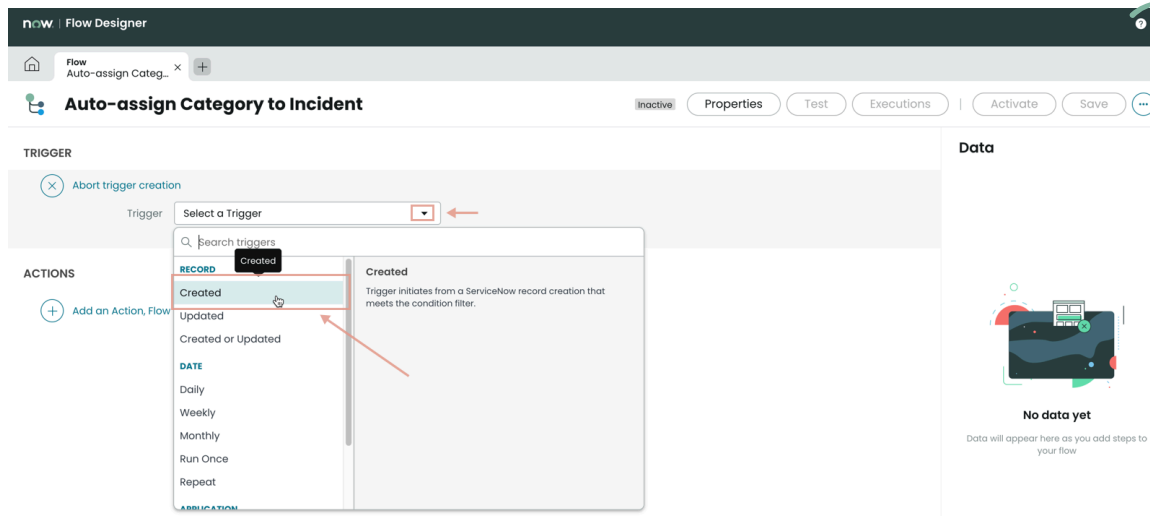 now. | Flow Designer
?
Flow
Auto-assign Categ... × +
Auto-assign Category to Incident
Inactive Properties Test Executions | Activate Save ...
TRIGGER
Data
Abort trigger creation
Trigger Select a Trigger
Search triggers
Created
RECORD
Created
Created
Trigger initiates from a ServiceNow record creation that
meets the condition filter.
ACTIONS
Add an Action, Flow
Updated
Created or Updated
DATE
Daily
Weekly
Monthly
Run Once
Repeat
APPLICATION
No data yet
Data will appear here as you add steps to
your flow